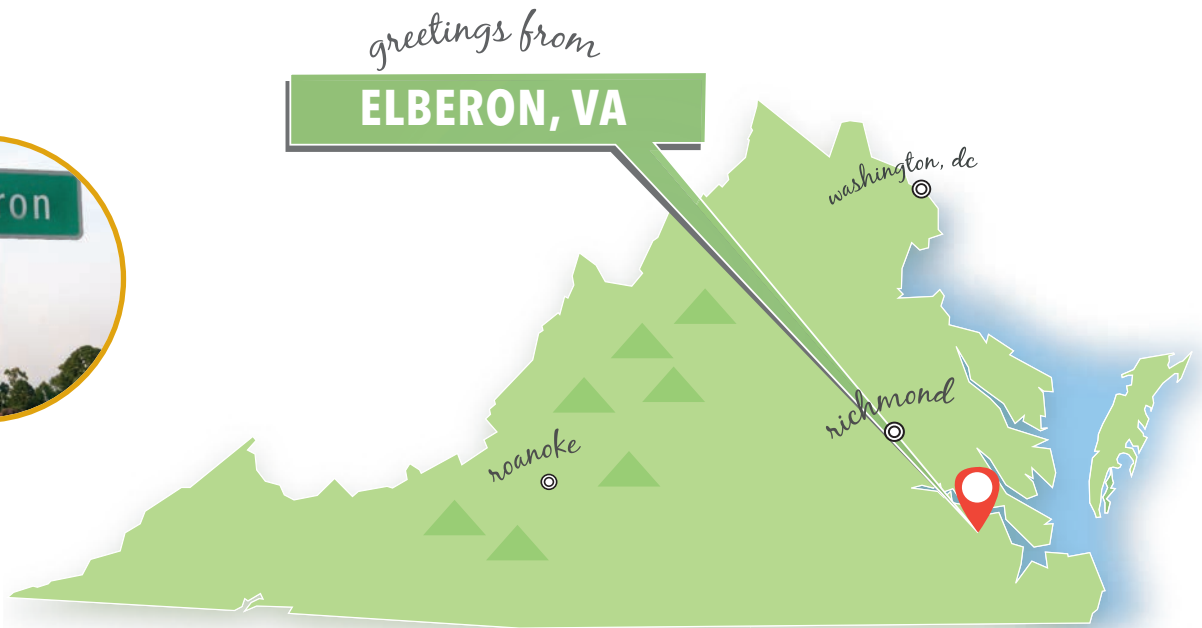 greetings from
ELBERON, VA
washington, dc
ron
richmond
roanoke